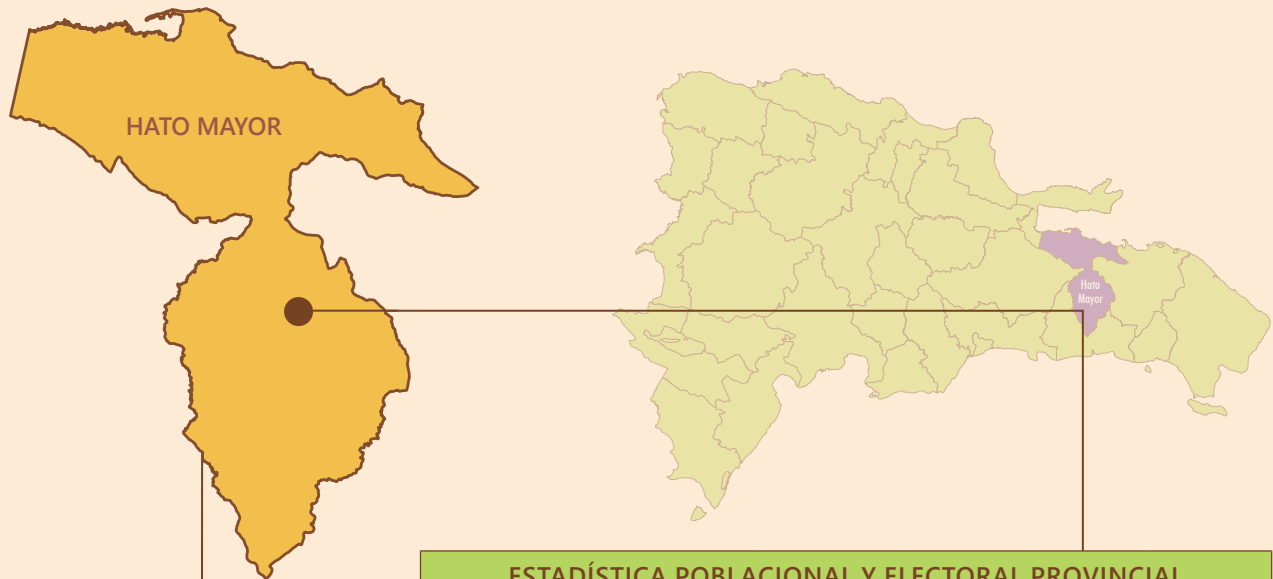 HATO MAYOR
Hato
Mayor
ESTADÍSTICA POBLACIONAL Y ELECTORAL PROVINCIAL